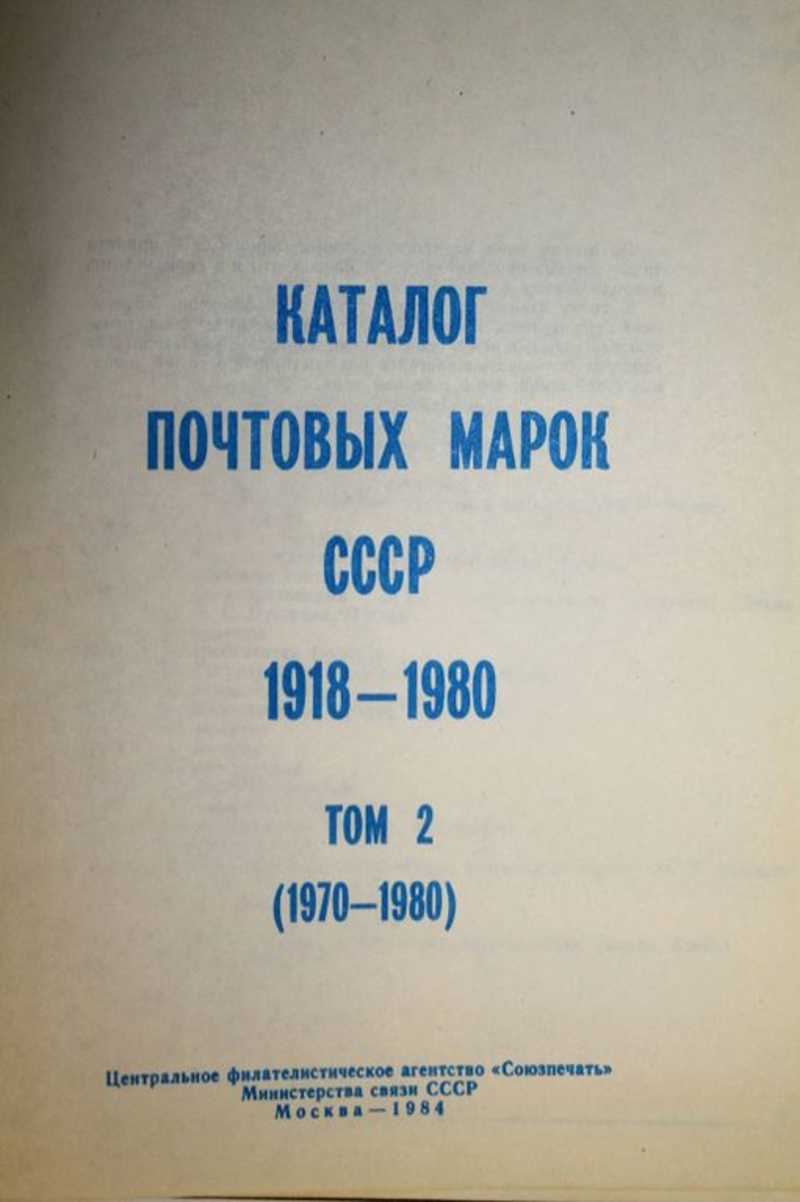 КАТАЛОГ
ПОЧТОВЫХ МАРОК
СССР
1918—1980
ТОМ 2
(1970—1980)
Центральное филателистическое агентство «Союзпечать»
Министерства связи СССР
Москва—1984